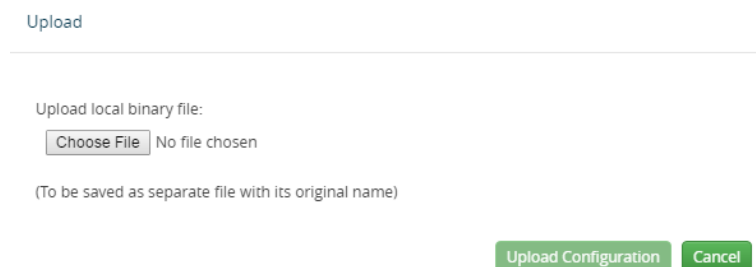 Upload
Upload local binary file:
Choose File No file chosen
(To be saved as separate file with its original name)
Upload Configuration Cancel